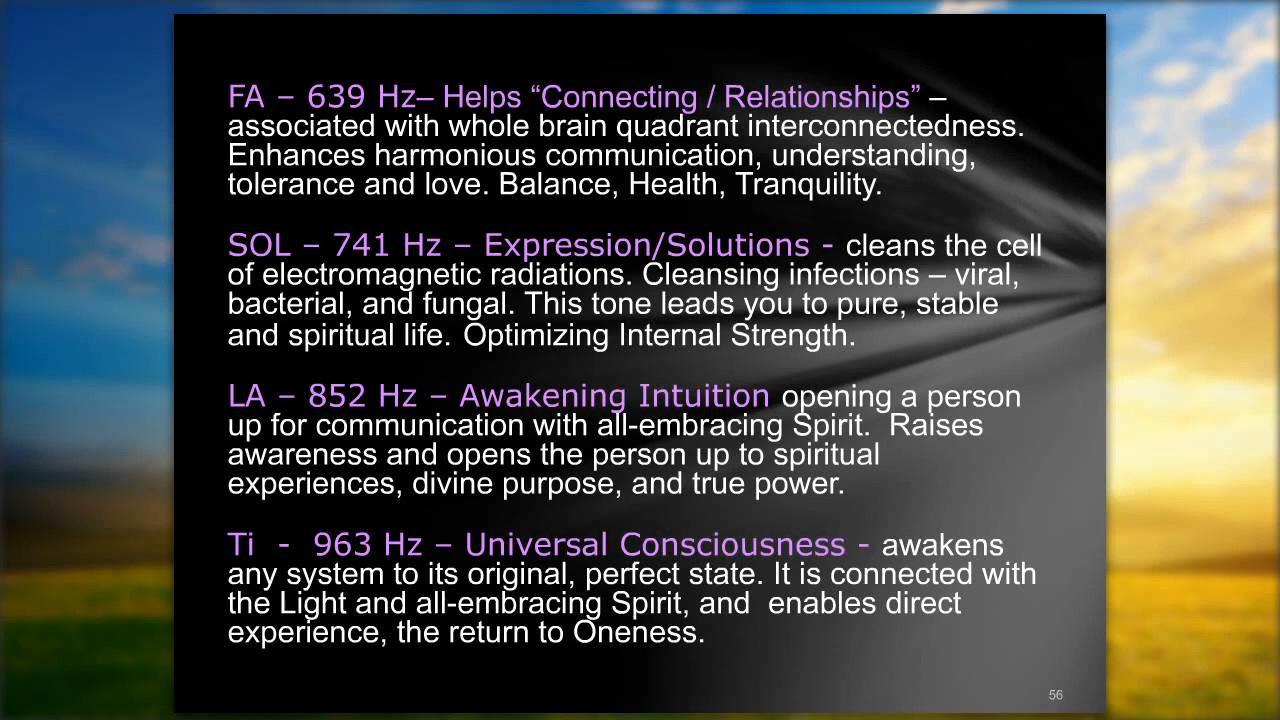 FA – 639 Hz– Helps “Connecting / Relationships” –
associated with whole brain quadrant interconnectedness.
Enhances harmonious communication, understanding,
tolerance and love. Balance, Health, Tranquility.
SOL – 741 Hz – Expression/Solutions - cleans the cell
of electromagnetic radiations. Cleansing infections – viral,
bacterial, and fungal. This tone leads you to pure, stable
and spiritual life. Optimizing Internal Strength.
LA – 852 Hz – Awakening Intuition opening a person
up for communication with all-embracing Spirit.  Raises
awareness and opens the person up to spiritual
experiences, divine purpose, and true power.
Ti  -  963 Hz – Universal Consciousness - awakens
any system to its original, perfect state. It is connected with
the Light and all-embracing Spirit, and  enables direct
experience, the return to Oneness.
56